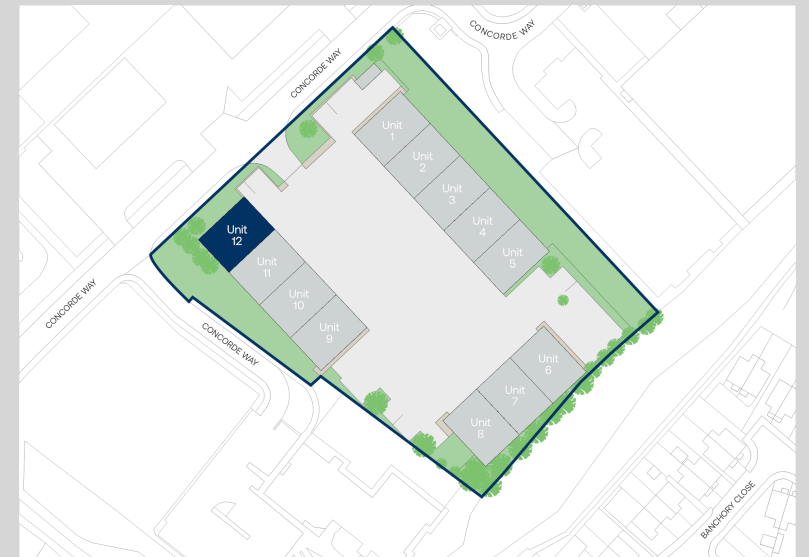 CONCORDE WAY
CONCORDE WAY
Unit
1
Unit
2
Unit
3
Unit
4
Unit
5
Unit
12
Unit
11
Unit
10
Unit
9
CONCORDE WAY
CONCORDE WAY
Unit
6
Unit
7
Unit
8
BANCHORY CLOSE